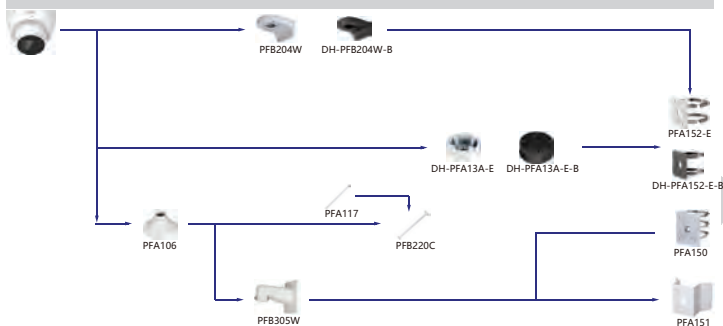 PFB204W DH-PFB204W-B
PFA152-E
DH-PFA13A-E DH-PFA13A-E-B
DH-PFA152-E-B
PFA117
PFA106
PFB220C
PFA150
PFB305W
PFA151